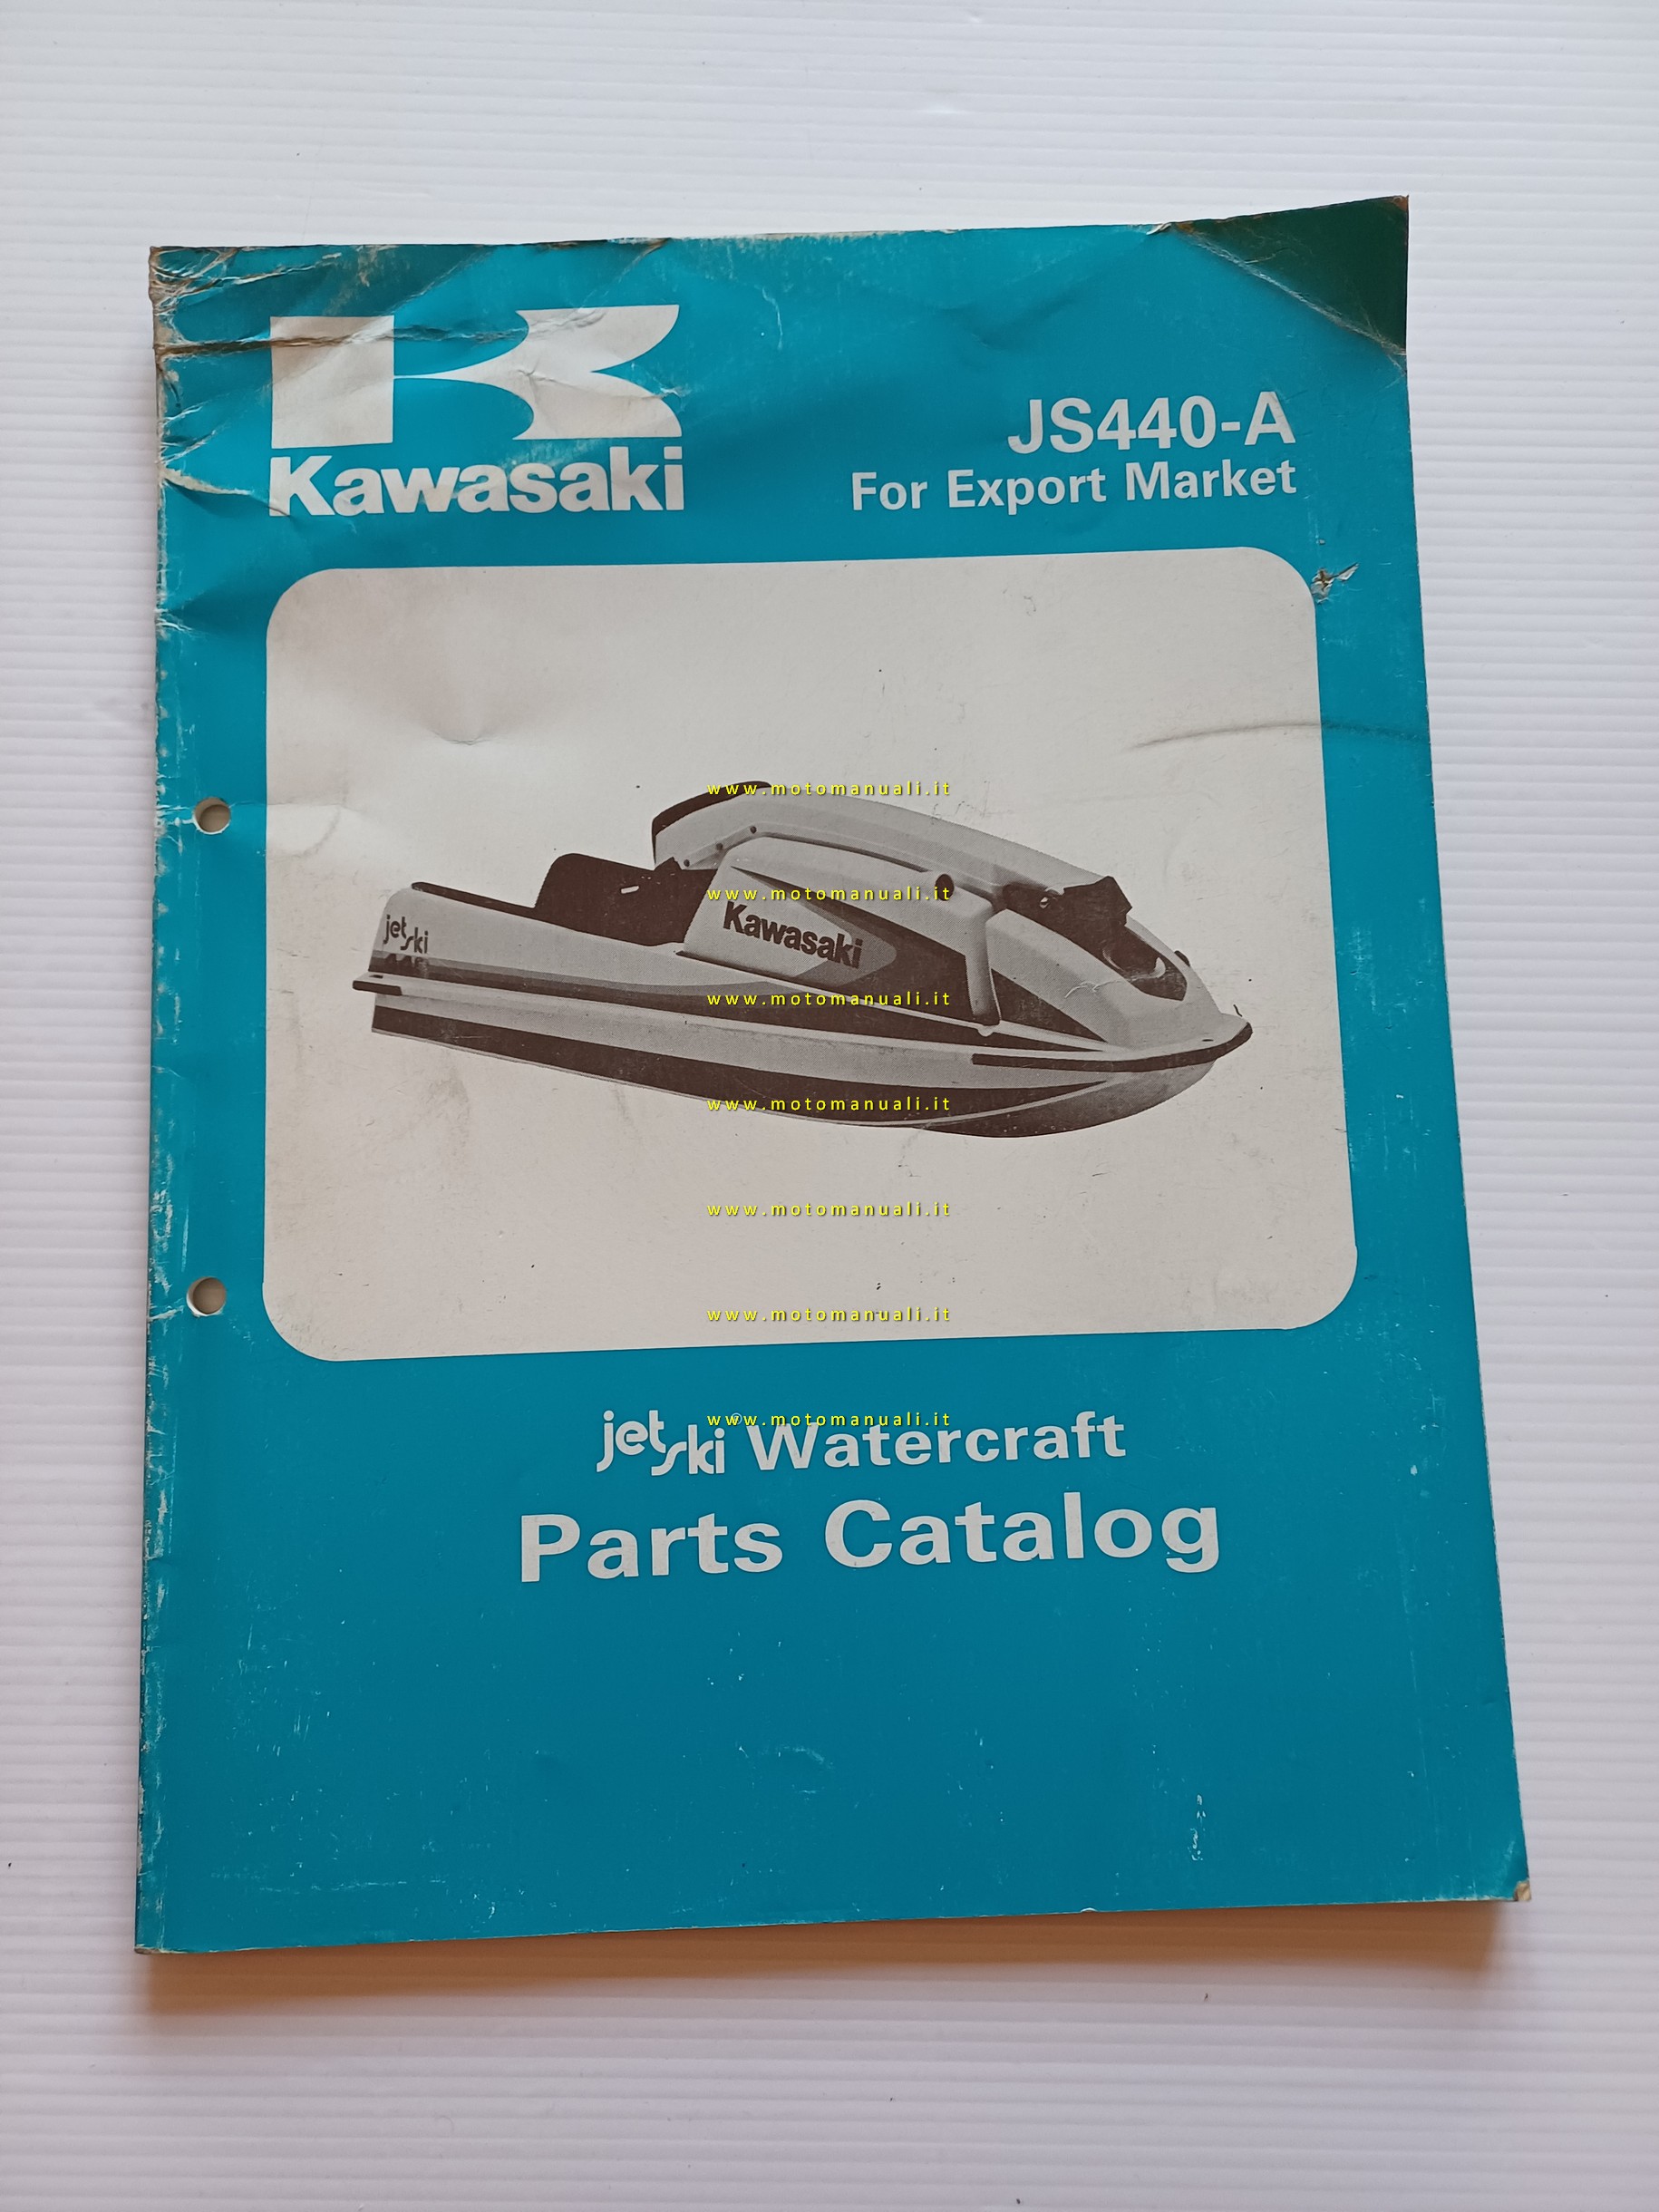 Kawasaki
JS440-A
For Export Market
www.motomanuali.it
www.motomanuali.it
jet ski
Kawasaki
www.motomanuali.it
www.motomanuali.it
www.motomanuali.it
www.motomanuali.it
www.motomanuali.it
jet ski Watercraft
Parts Catalog